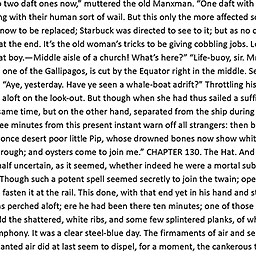 o two daft ones now,” muttered the old Manxman. “One daft with
g with their human sort of wail. But this only the more affected s
now to be replaced; Starbuck was directed to see to it; but as no c
at the end. It’s the old woman’s tricks to be giving cobbling jobs. L
at boy.—Middle aisle of a church! What’s here?” “Life-buoy, sir. M
one of the Gallipagos, is cut by the Equator right in the middle. S
“Aye, yesterday. Have ye seen a whale-boat adrift?” Throttling his
aloft on the look-out. But though when she had thus sailed a suffi
same time, but on the other hand, separated from the ship during
ee minutes from this present instant warn off all strangers: then b
once desert poor little Pip, whose drowned bones now show whit
rough; and oysters come to join me.” CHAPTER 130. The Hat. And
half uncertain, as it seemed, whether indeed he were a mortal sub
Though such a potent spell seemed secretly to join the twain; ope
fasten it at the rail. This done, with that end yet in his hand and s
s perched aloft; ere he had been there ten minutes; one of those
ld the shattered, white ribs, and some few splintered planks, of wh
mphony. It was a clear steel-blue day. The firmaments of air and se
anted air did at last seem to dispel, for a moment, the cankerous t